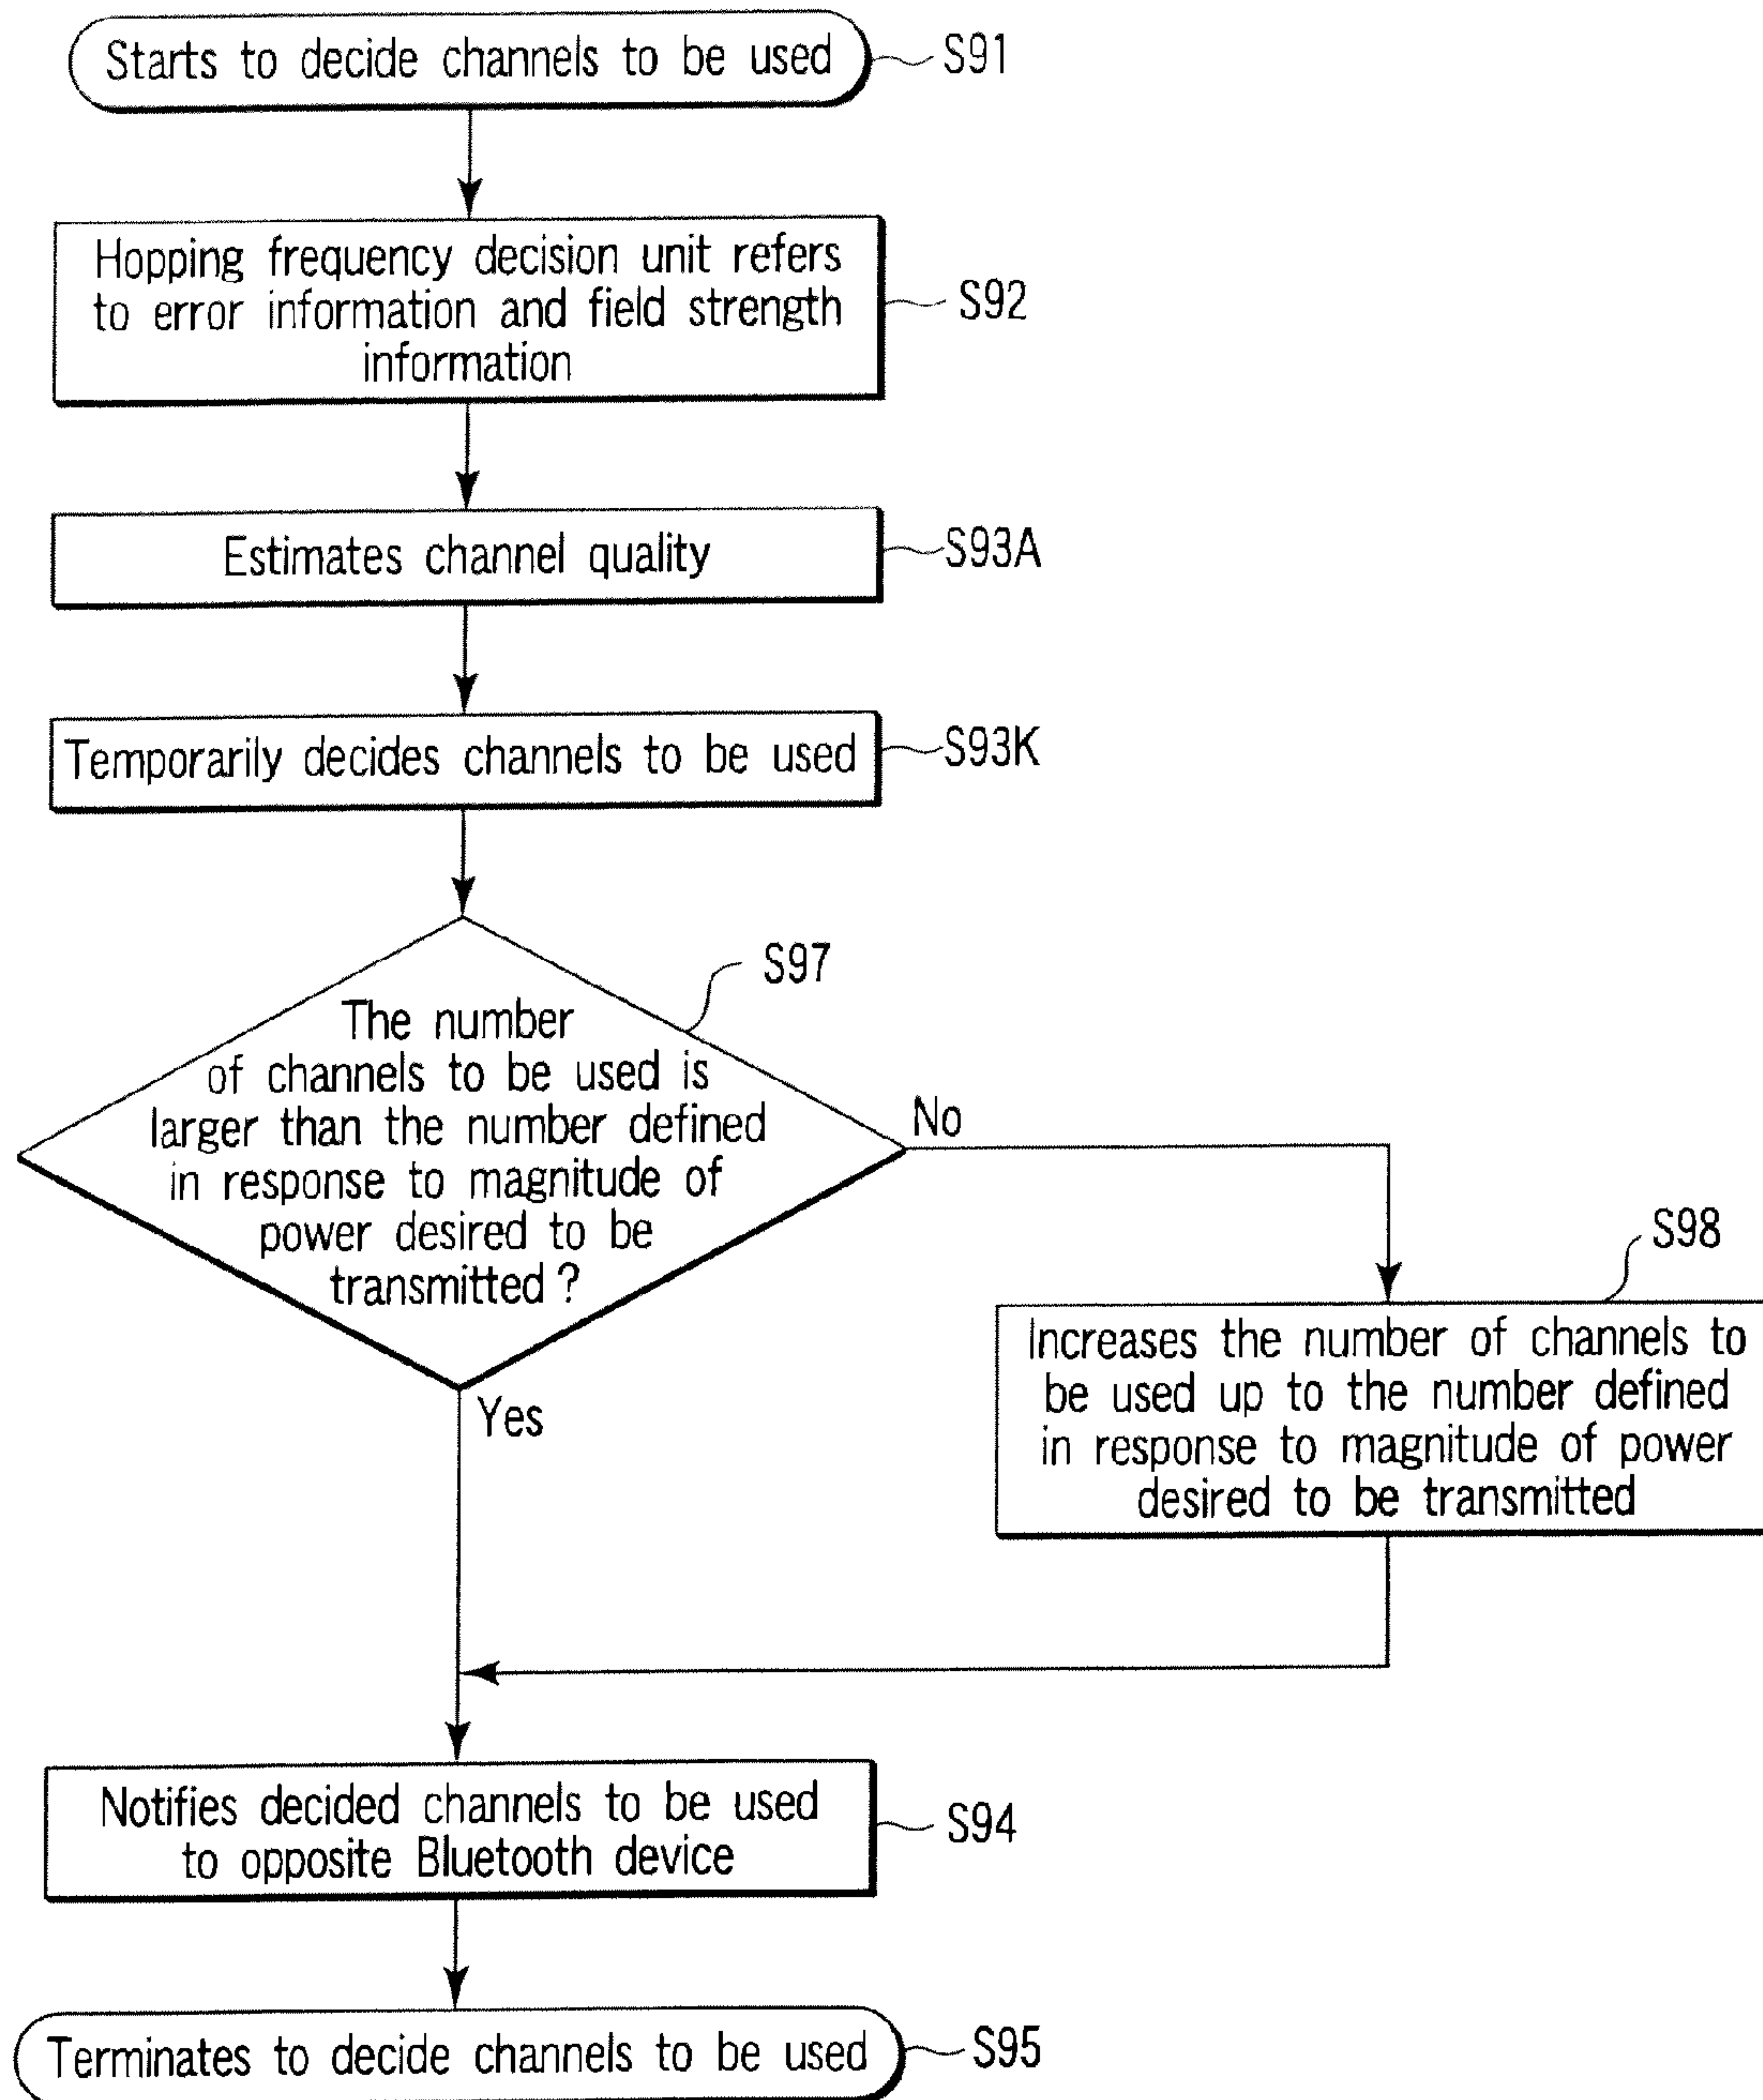 Starts to decide channels to be used
S91
Hopping frequency decision unit refers
to error information and field strength
information
S92
Estimates channel quality
S93A
Temporarily decides channels to be used
S93K
S97
The number
of channels to be used is
larger than the number defined
in response to magnitude of
power desired to be
transmitted?
No
Yes
S98
Increases the number of channels to
be used up to the number defined
in response to magnitude of power
desired to be transmitted
Notifies decided channels to be used
to opposite Bluetooth device
S94
Terminates to decide channels to be used
S95